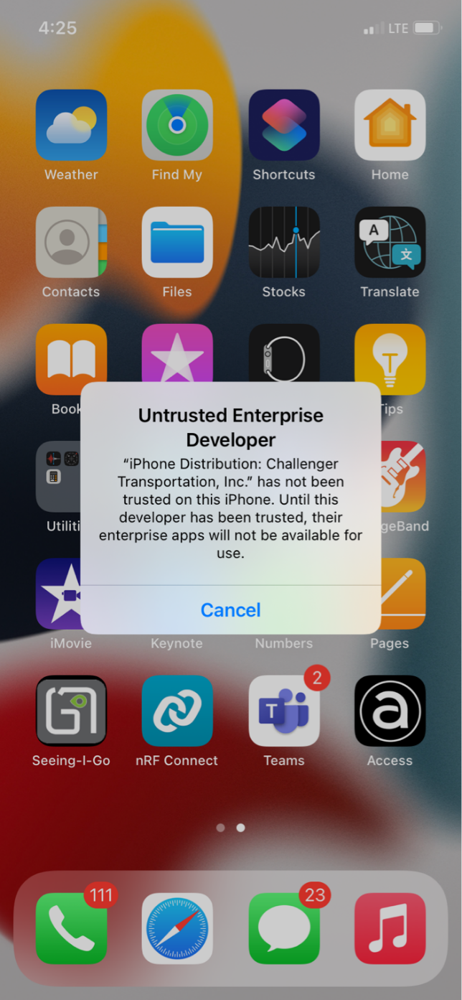 4:25
LTE
Weather
Find My
Shortcuts
Home
A
文
Contacts
Files
Stocks
Translate
Book
Tips
Untrusted Enterprise
Developer
“iPhone Distribution: Challenger
Transportation, Inc.” has not been
trusted on this iPhone. Until this
developer has been trusted, their
enterprise apps will not be available for
use.
Utiliti
geBand
Cancel
iMovie
Keynote
Numbers
Pages
2
T
a
Seeing-I-Go
nRF Connect
Teams
Access
111
23